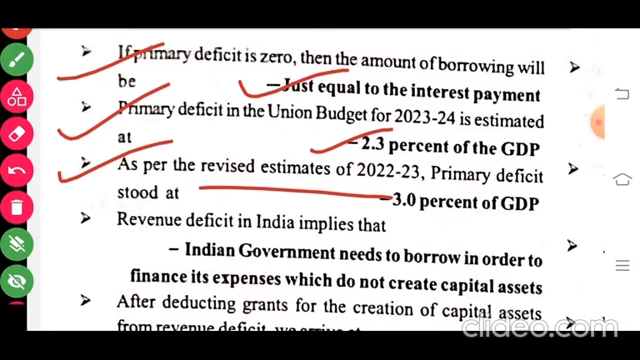 If primary deficit is zero, then the amount of borrowing will
be –Just equal to the interest payment
Primary deficit in the Union Budget for 2023-24 is estimated
at –2.3 percent of the GDP
As per the revised estimates of 2022-23, Primary deficit
stood at –3.0 percent of GDP
Revenue deficit in India implies that
– Indian Government needs to borrow in order to
finance its expenses which do not create capital assets
After deducting grants for the creation of capital assets
from revenue deficit, we arrive at
clideo.com